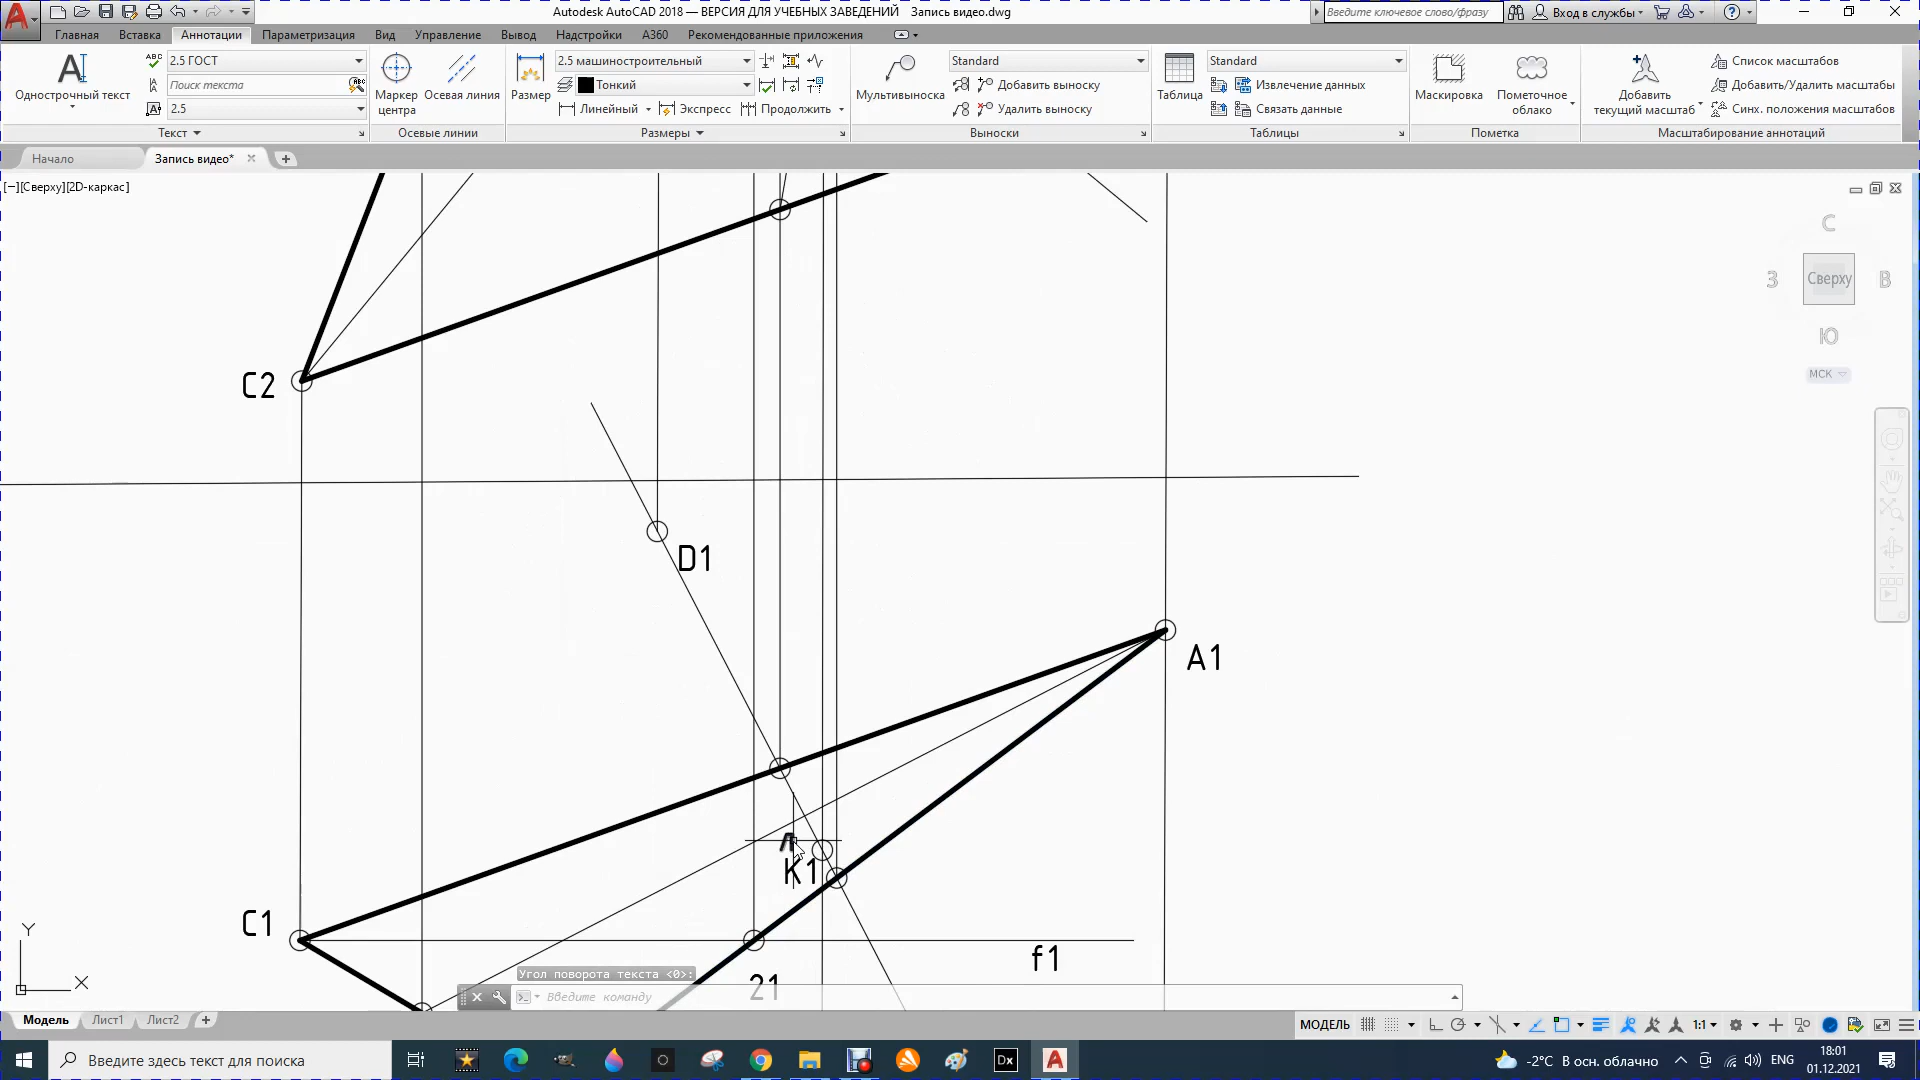 Autodesk AutoCAD 2018 — ВЕРСИЯ ДЛЯ УЧЕБНЫХ ЗАВЕДЕНИЙ Запись видео.dwg
Введите ключевое слово/фразу
Вход в службы
Главная Вставка Аннотации Параметризация Вид Управление Вывод Надстройки A360 Рекомендованные приложения
Однострочный текст
2.5 ГОСТ
Поиск текста
2.5
Текст
Маркер центра
Осевая линия
Осевые линии
Размер
2.5 машиностроительный
Тонкий
Линейный Экспресс Продолжить
Размеры
Мультивыноска
Standard
Добавить выноску
Удалить выноску
Выноски
Таблица
Standard
Извлечение данных
Связать данные
Таблицы
Маскировка
Пометочное облако
Пометка
Добавить текущий масштаб
Список масштабов
Добавить/Удалить масштабы
Синх. положения масштабов
Масштабирование аннотаций
Начало Запись видео*
[−][Сверху][2D-каркас]
С
З Сверху В
Ю
МСК
C2
D1
A1
K1
C1
f1
21
Y
X
Угол поворота текста <0>:
Введите команду
Модель Лист1 Лист2
МОДЕЛЬ
1:1
Введите здесь текст для поиска
Dx
-2°C В осн. облачно
ENG
18:01
01.12.2021